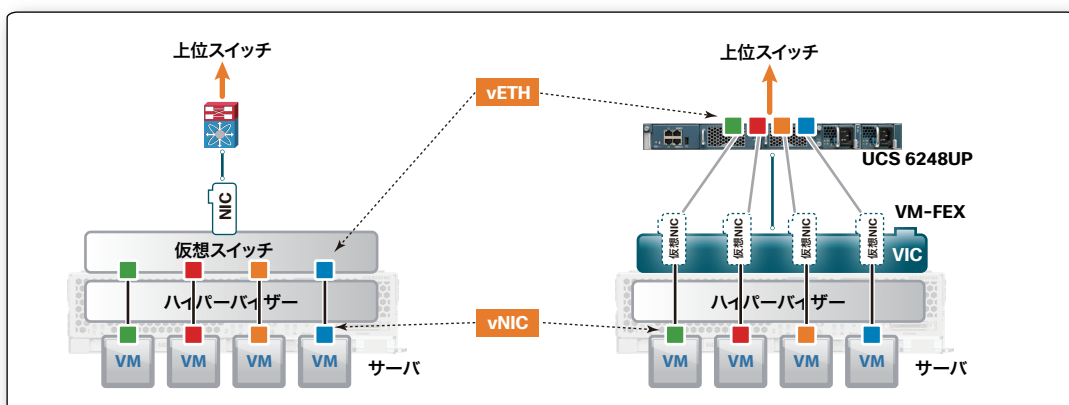 上位スイッチ
NIC
仮想スイッチ
ハイパーバイザー
VM
VM
VM
VM
サーバ
vETH
vNIC
上位スイッチ
UCS 6248UP
VM-FEX
仮想NIC
仮想NIC
仮想NIC
仮想NIC
VIC
ハイパーバイザー
VM
VM
VM
VM
サーバ